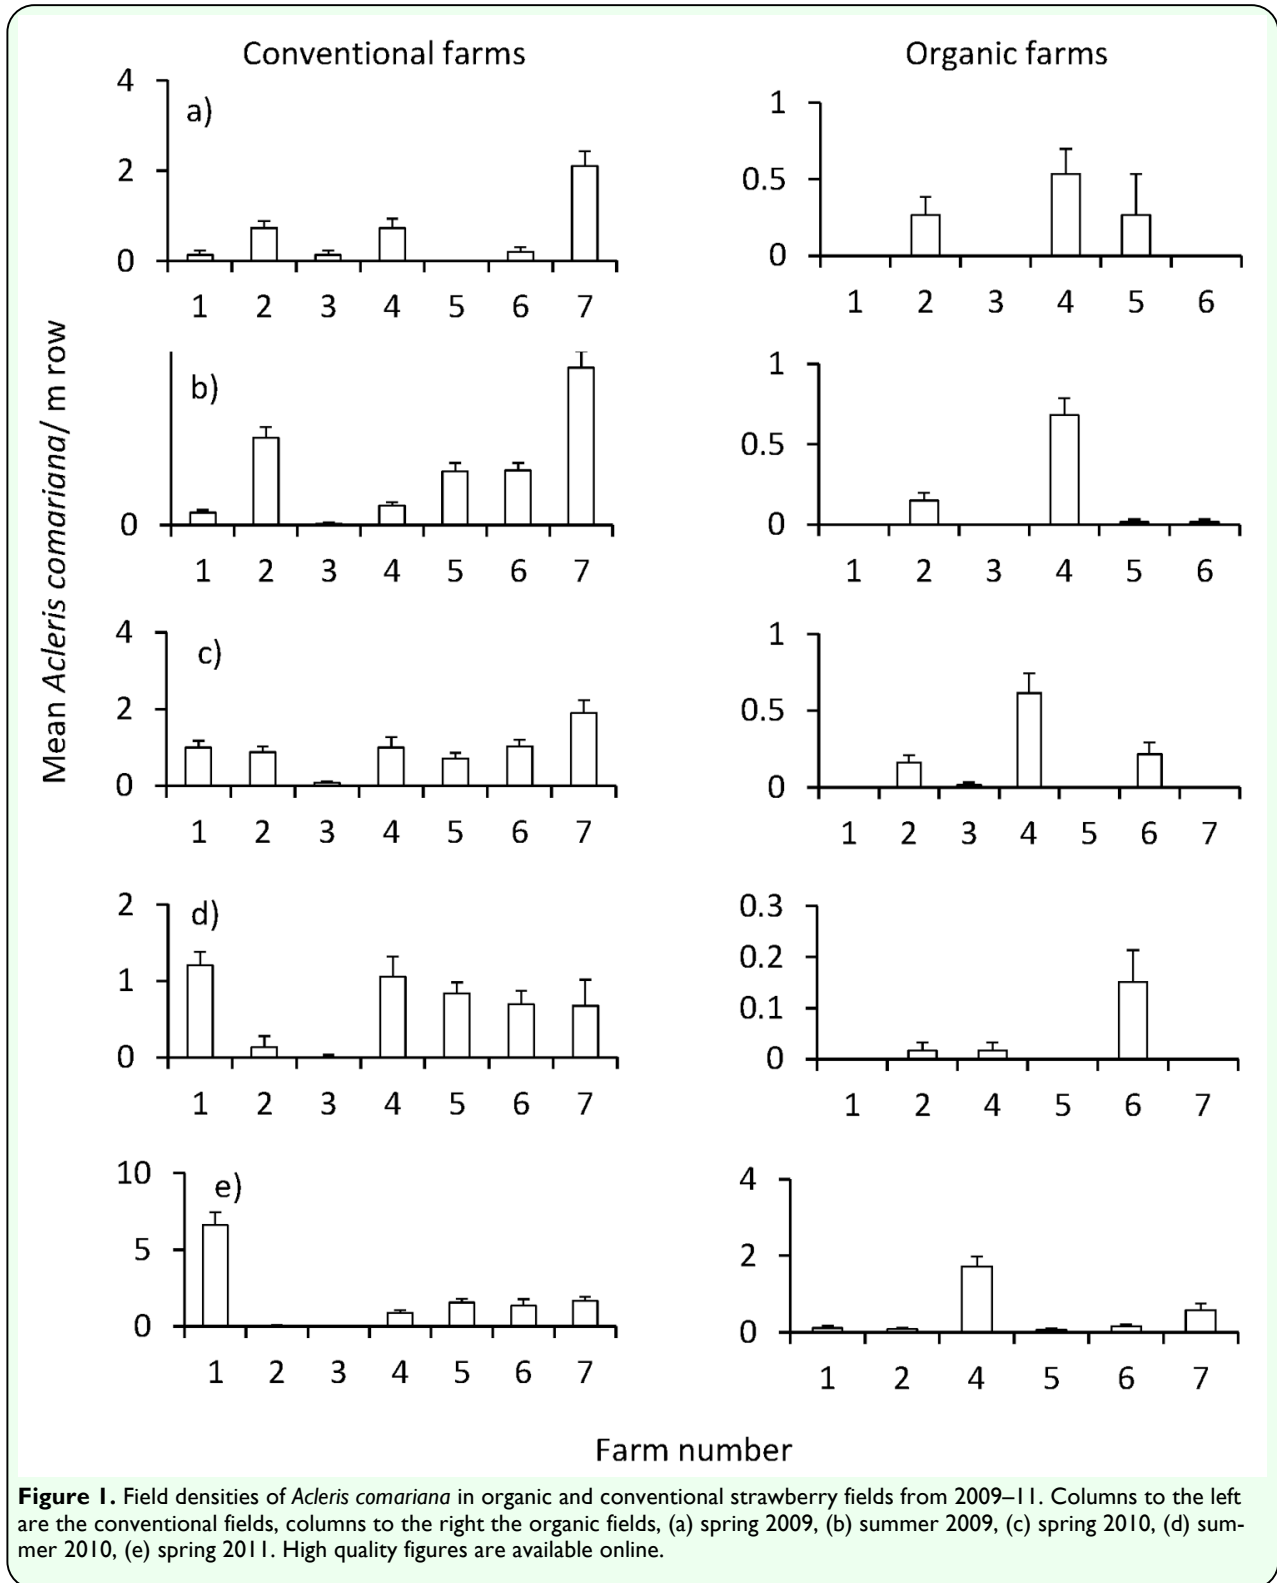 Conventional farms
Organic farms
Mean Acleris comariana/ m row
a)
4
2
0
1 2 3 4 5 6 7
1
0.5
0
1 2 3 4 5 6
b)
0
1 2 3 4 5 6 7
1
0.5
0
1 2 3 4 5 6
c)
4
2
0
1 2 3 4 5 6 7
1
0.5
0
1 2 3 4 5 6 7
d)
2
1
0
1 2 3 4 5 6 7
0.3
0.2
0.1
0
1 2 4 5 6 7
e)
10
5
0
1 2 3 4 5 6 7
4
2
0
1 2 4 5 6 7
Farm number
Figure 1. Field densities of Acleris comariana in organic and conventional strawberry fields from 2009–11. Columns to the left
are the conventional fields, columns to the right the organic fields, (a) spring 2009, (b) summer 2009, (c) spring 2010, (d) sum-
mer 2010, (e) spring 2011. High quality figures are available online.